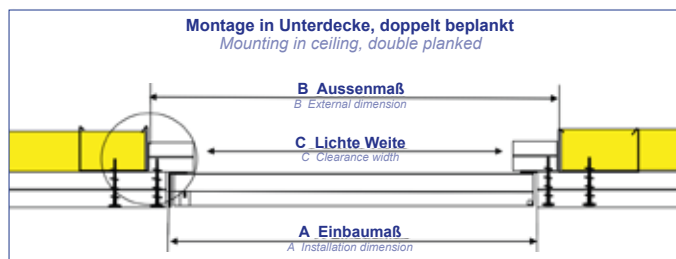 Montage in Unterdecke, doppelt beplankt
Mounting in ceiling, double planked
B Aussenmaß
B External dimension
C Lichte Weite
C Clearance width
A Einbaumaß
A Installation dimension